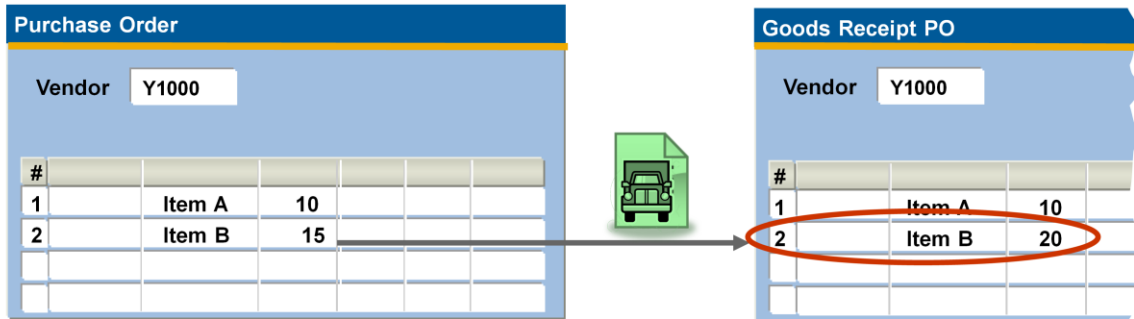 Purchase Order
Vendor Y1000
#
1 Item A 10
2 Item B 15
Goods Receipt PO
Vendor Y1000
#
1 Item A 10
2 Item B 20